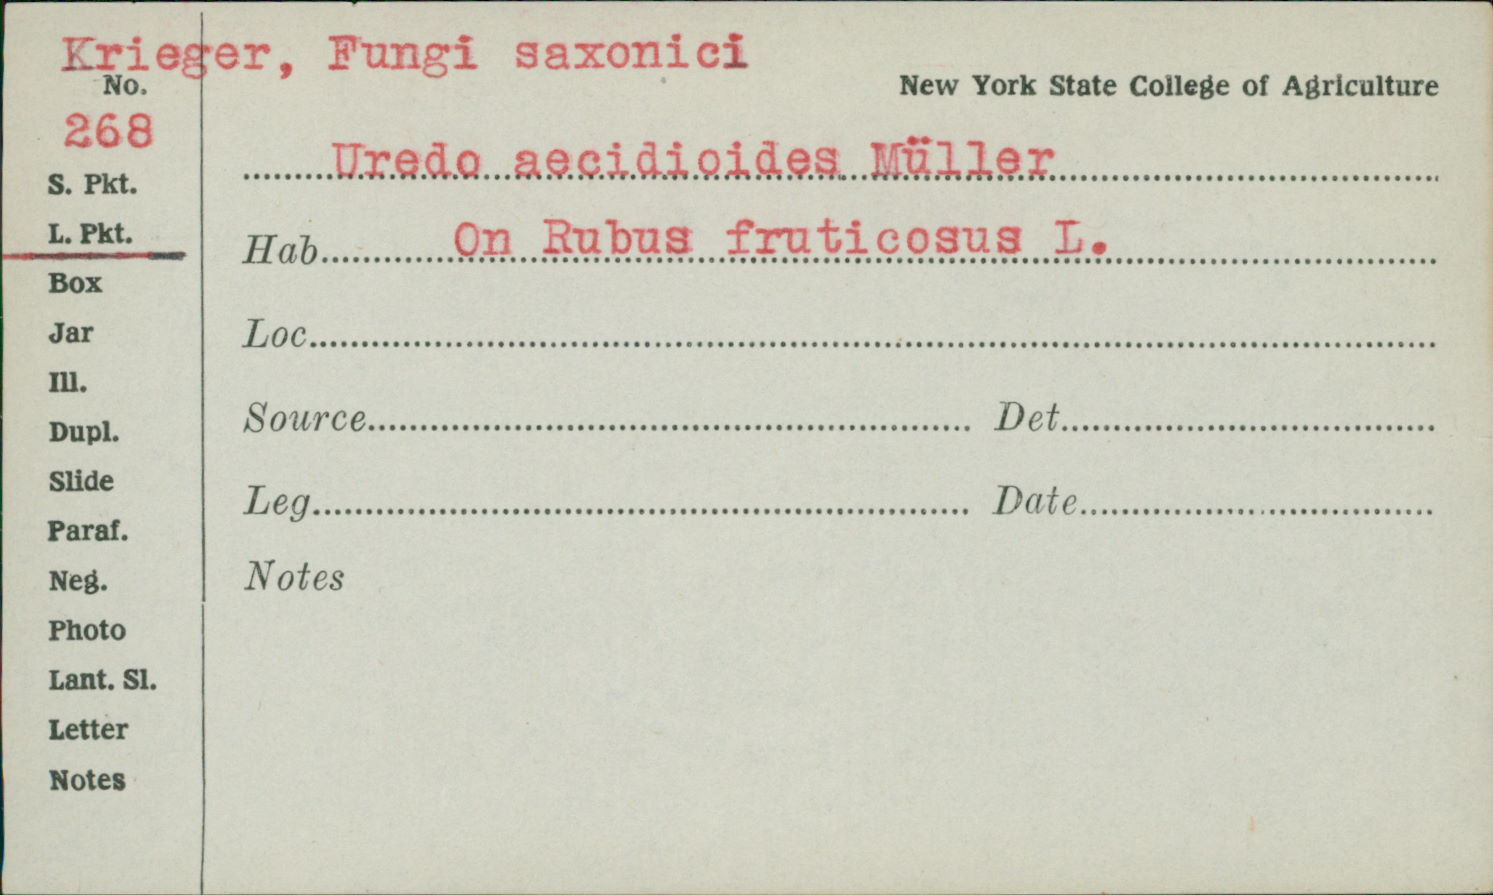 Krieger, Fungi saxonici
No.
New York State College of Agriculture
268
Uredo aecidioides Müller
S. Pkt.
L. Pkt.
Hab. On Rubus fruticosus L.
Box
Jar
Loc.
Ill.
Dupl.
Source Det.
Slide
Leg. Date
Paraf.
Neg.
Notes
Photo
Lant. Sl.
Letter
Notes